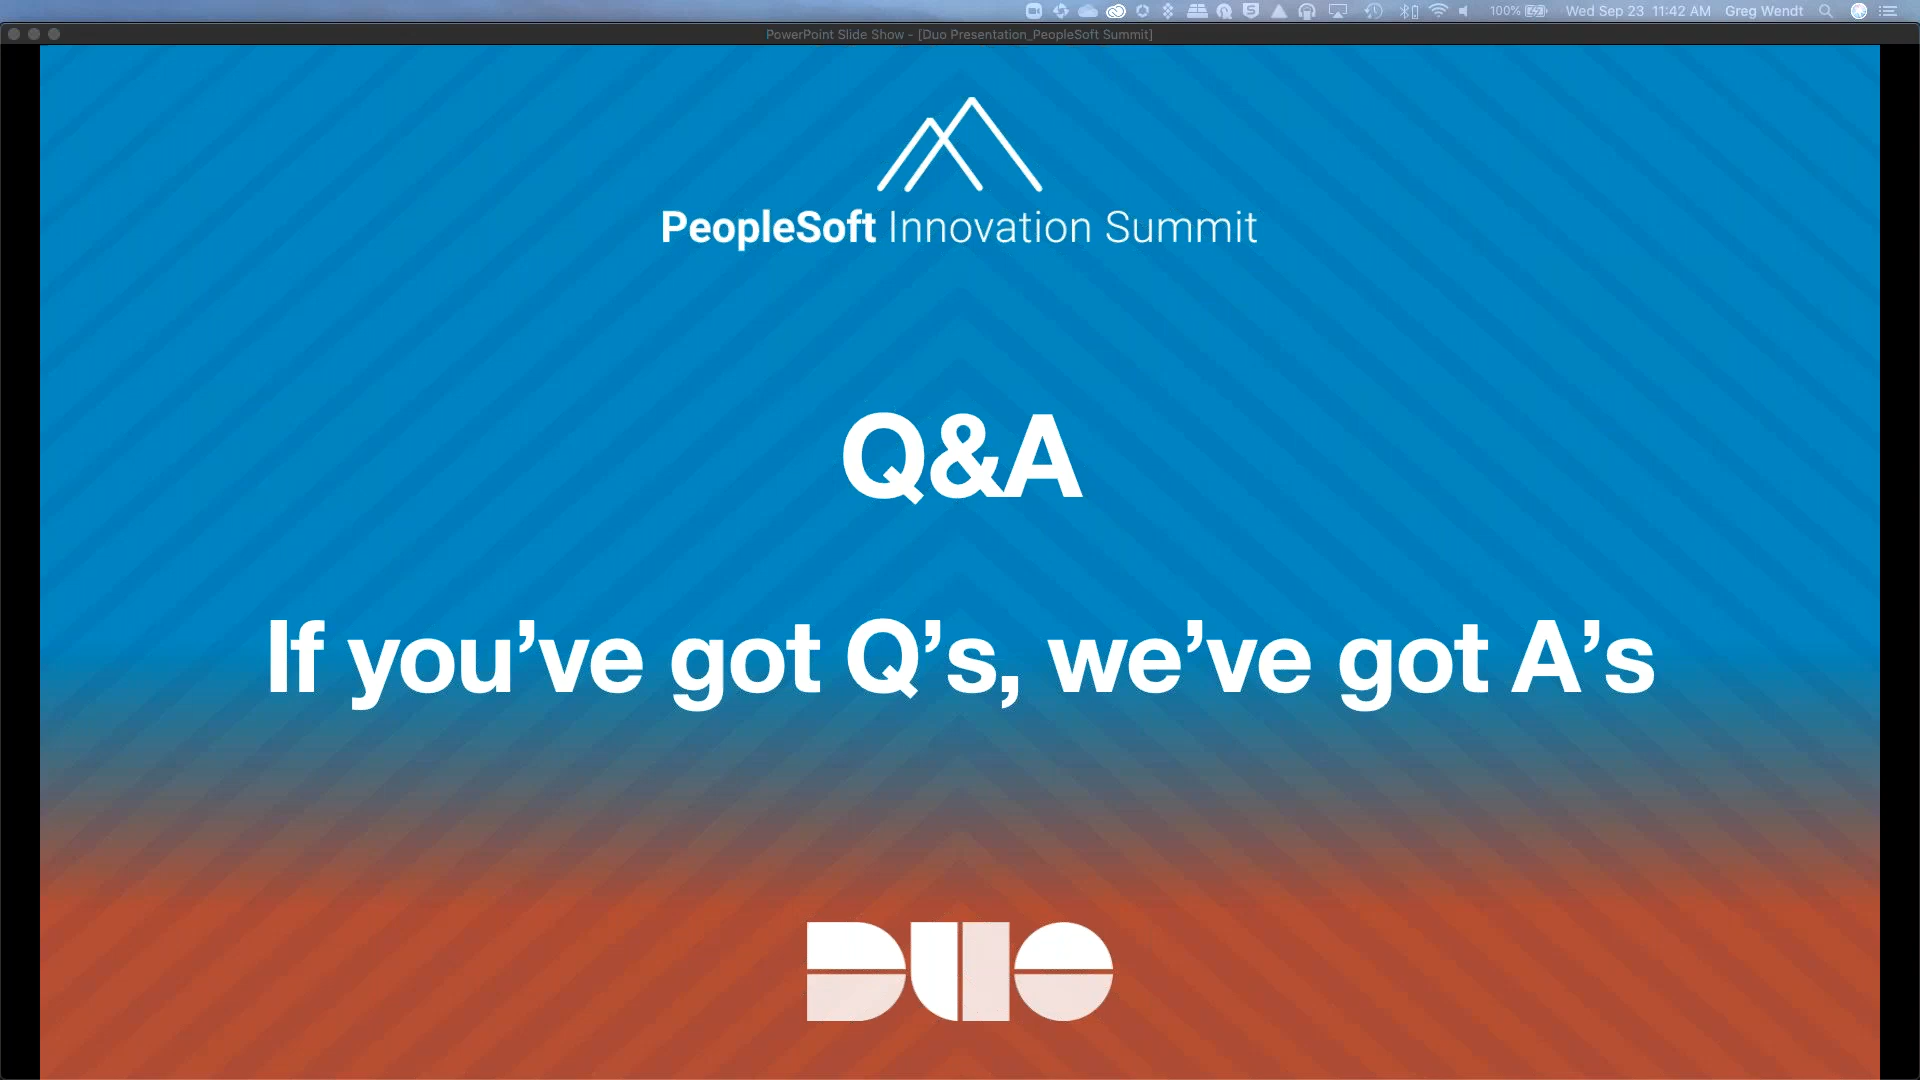 100% Wed Sep 23 11:42 AM Greg Wendt
PowerPoint Slide Show - [Duo Presentation_PeopleSoft Summit]
PeopleSoft Innovation Summit
Q&A
If you’ve got Q’s, we’ve got A’s
DUO